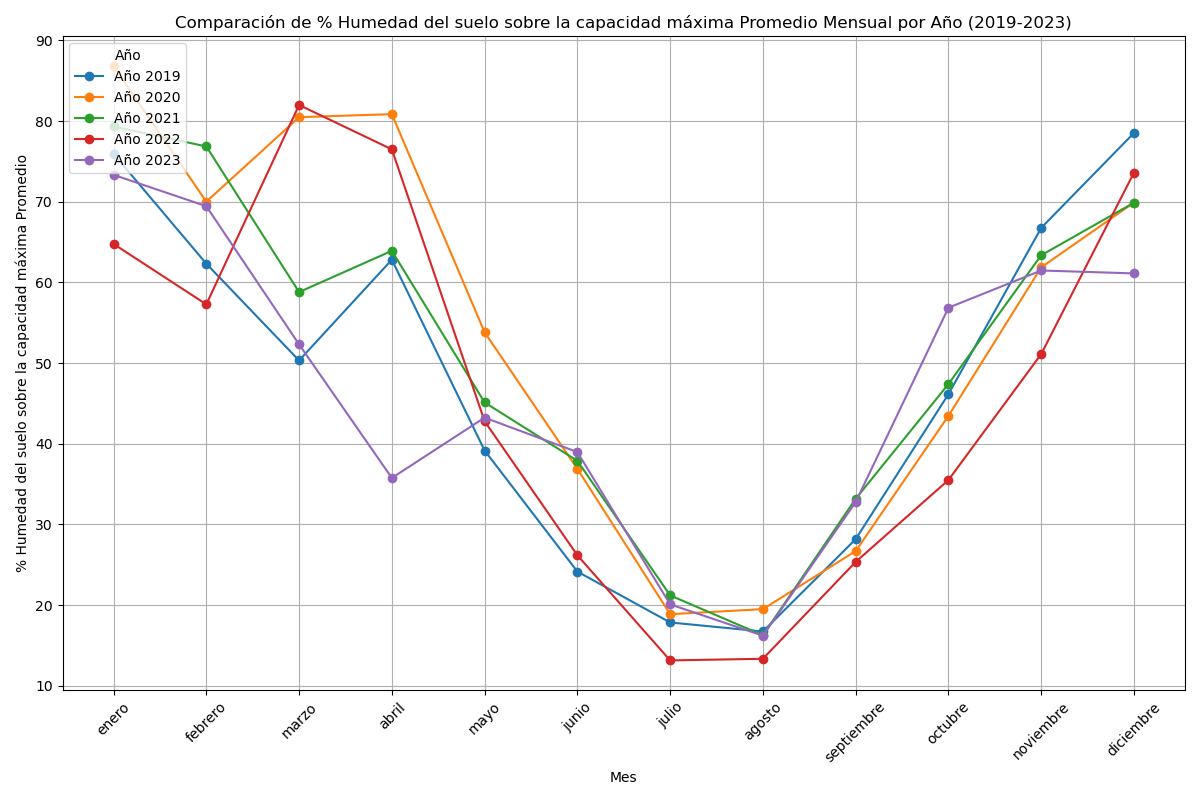 Comparación de % Humedad del suelo sobre la capacidad máxima Promedio Mensual por Año (2019-2023)
% Humedad del suelo sobre la capacidad máxima Promedio
90
80
70
60
50
40
30
20
10
Año
Año 2019
Año 2020
Año 2021
Año 2022
Año 2023
enero
febrero
marzo
abril
mayo
junio
julio
agosto
septiembre
octubre
noviembre
diciembre
Mes